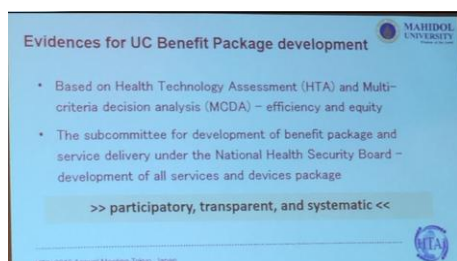 MAHIDOL
UNIVERSITY
Evidences for UC Benefit Package development
• Based on Health Technology Assessment (HTA) and Multi-
criteria decision analysis (MCDA) – efficiency and equity
• The subcommittee for development of benefit package and
service delivery under the National Health Security Board –
development of all services and devices package
>> participatory, transparent, and systematic <<
HTA